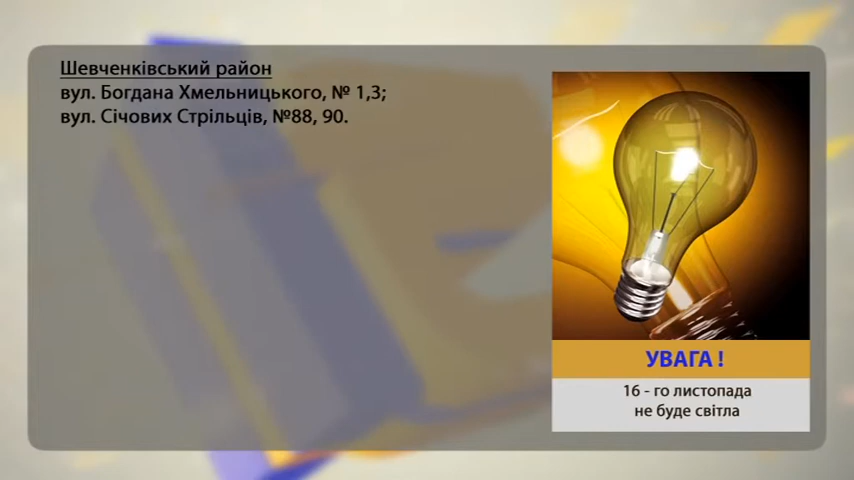 Шевченківський район
вул. Богдана Хмельницького, № 1,3;
вул. Січових Стрільців, №88, 90.
УВАГА !
16 - го листопада
не буде світла